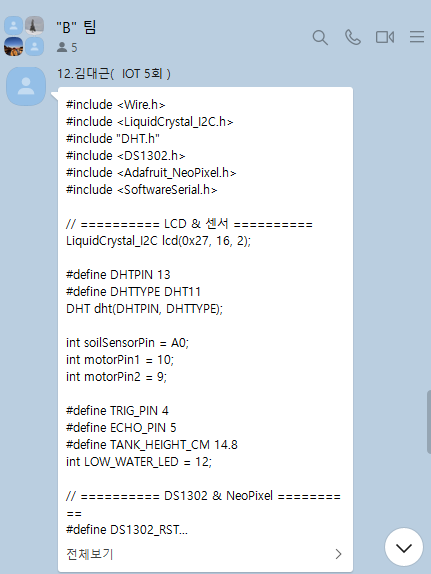 "B" 팀
5
12.김대근( IOT 5회 )
#include <Wire.h>
#include <LiquidCrystal_I2C.h>
#include "DHT.h"
#include <DS1302.h>
#include <Adafruit_NeoPixel.h>
#include <SoftwareSerial.h>

// ========== LCD & 센서 ==========
LiquidCrystal_I2C lcd(0x27, 16, 2);

#define DHTPIN 13
#define DHTTYPE DHT11
DHT dht(DHTPIN, DHTTYPE);

int soilSensorPin = A0;
int motorPin1 = 10;
int motorPin2 = 9;

#define TRIG_PIN 4
#define ECHO_PIN 5
#define TANK_HEIGHT_CM 14.8
int LOW_WATER_LED = 12;

// ========== DS1302 & NeoPixel ========
==
#define DS1302_RST...
전체보기